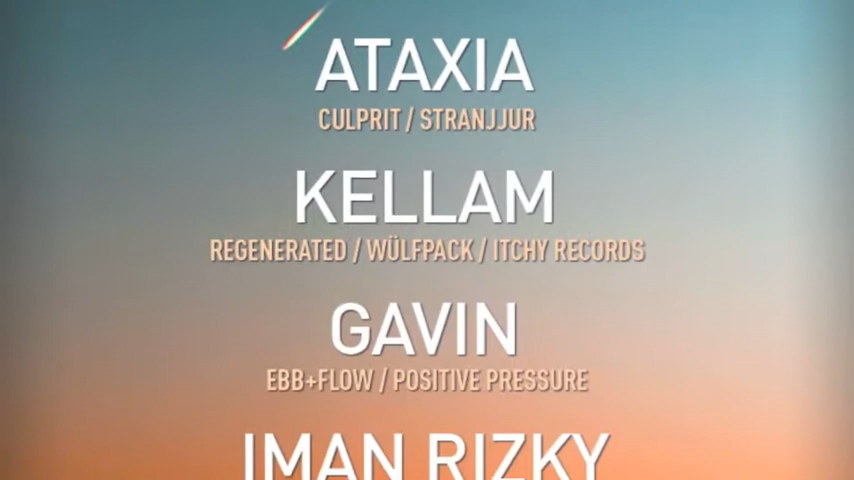 ATAXIA
CULPRIT / STRANJJUR
KELLAM
REGENERATED / WÜLFPACK / ITCHY RECORDS
GAVIN
EBB+FLOW / POSITIVE PRESSURE
IMAN RIZKY